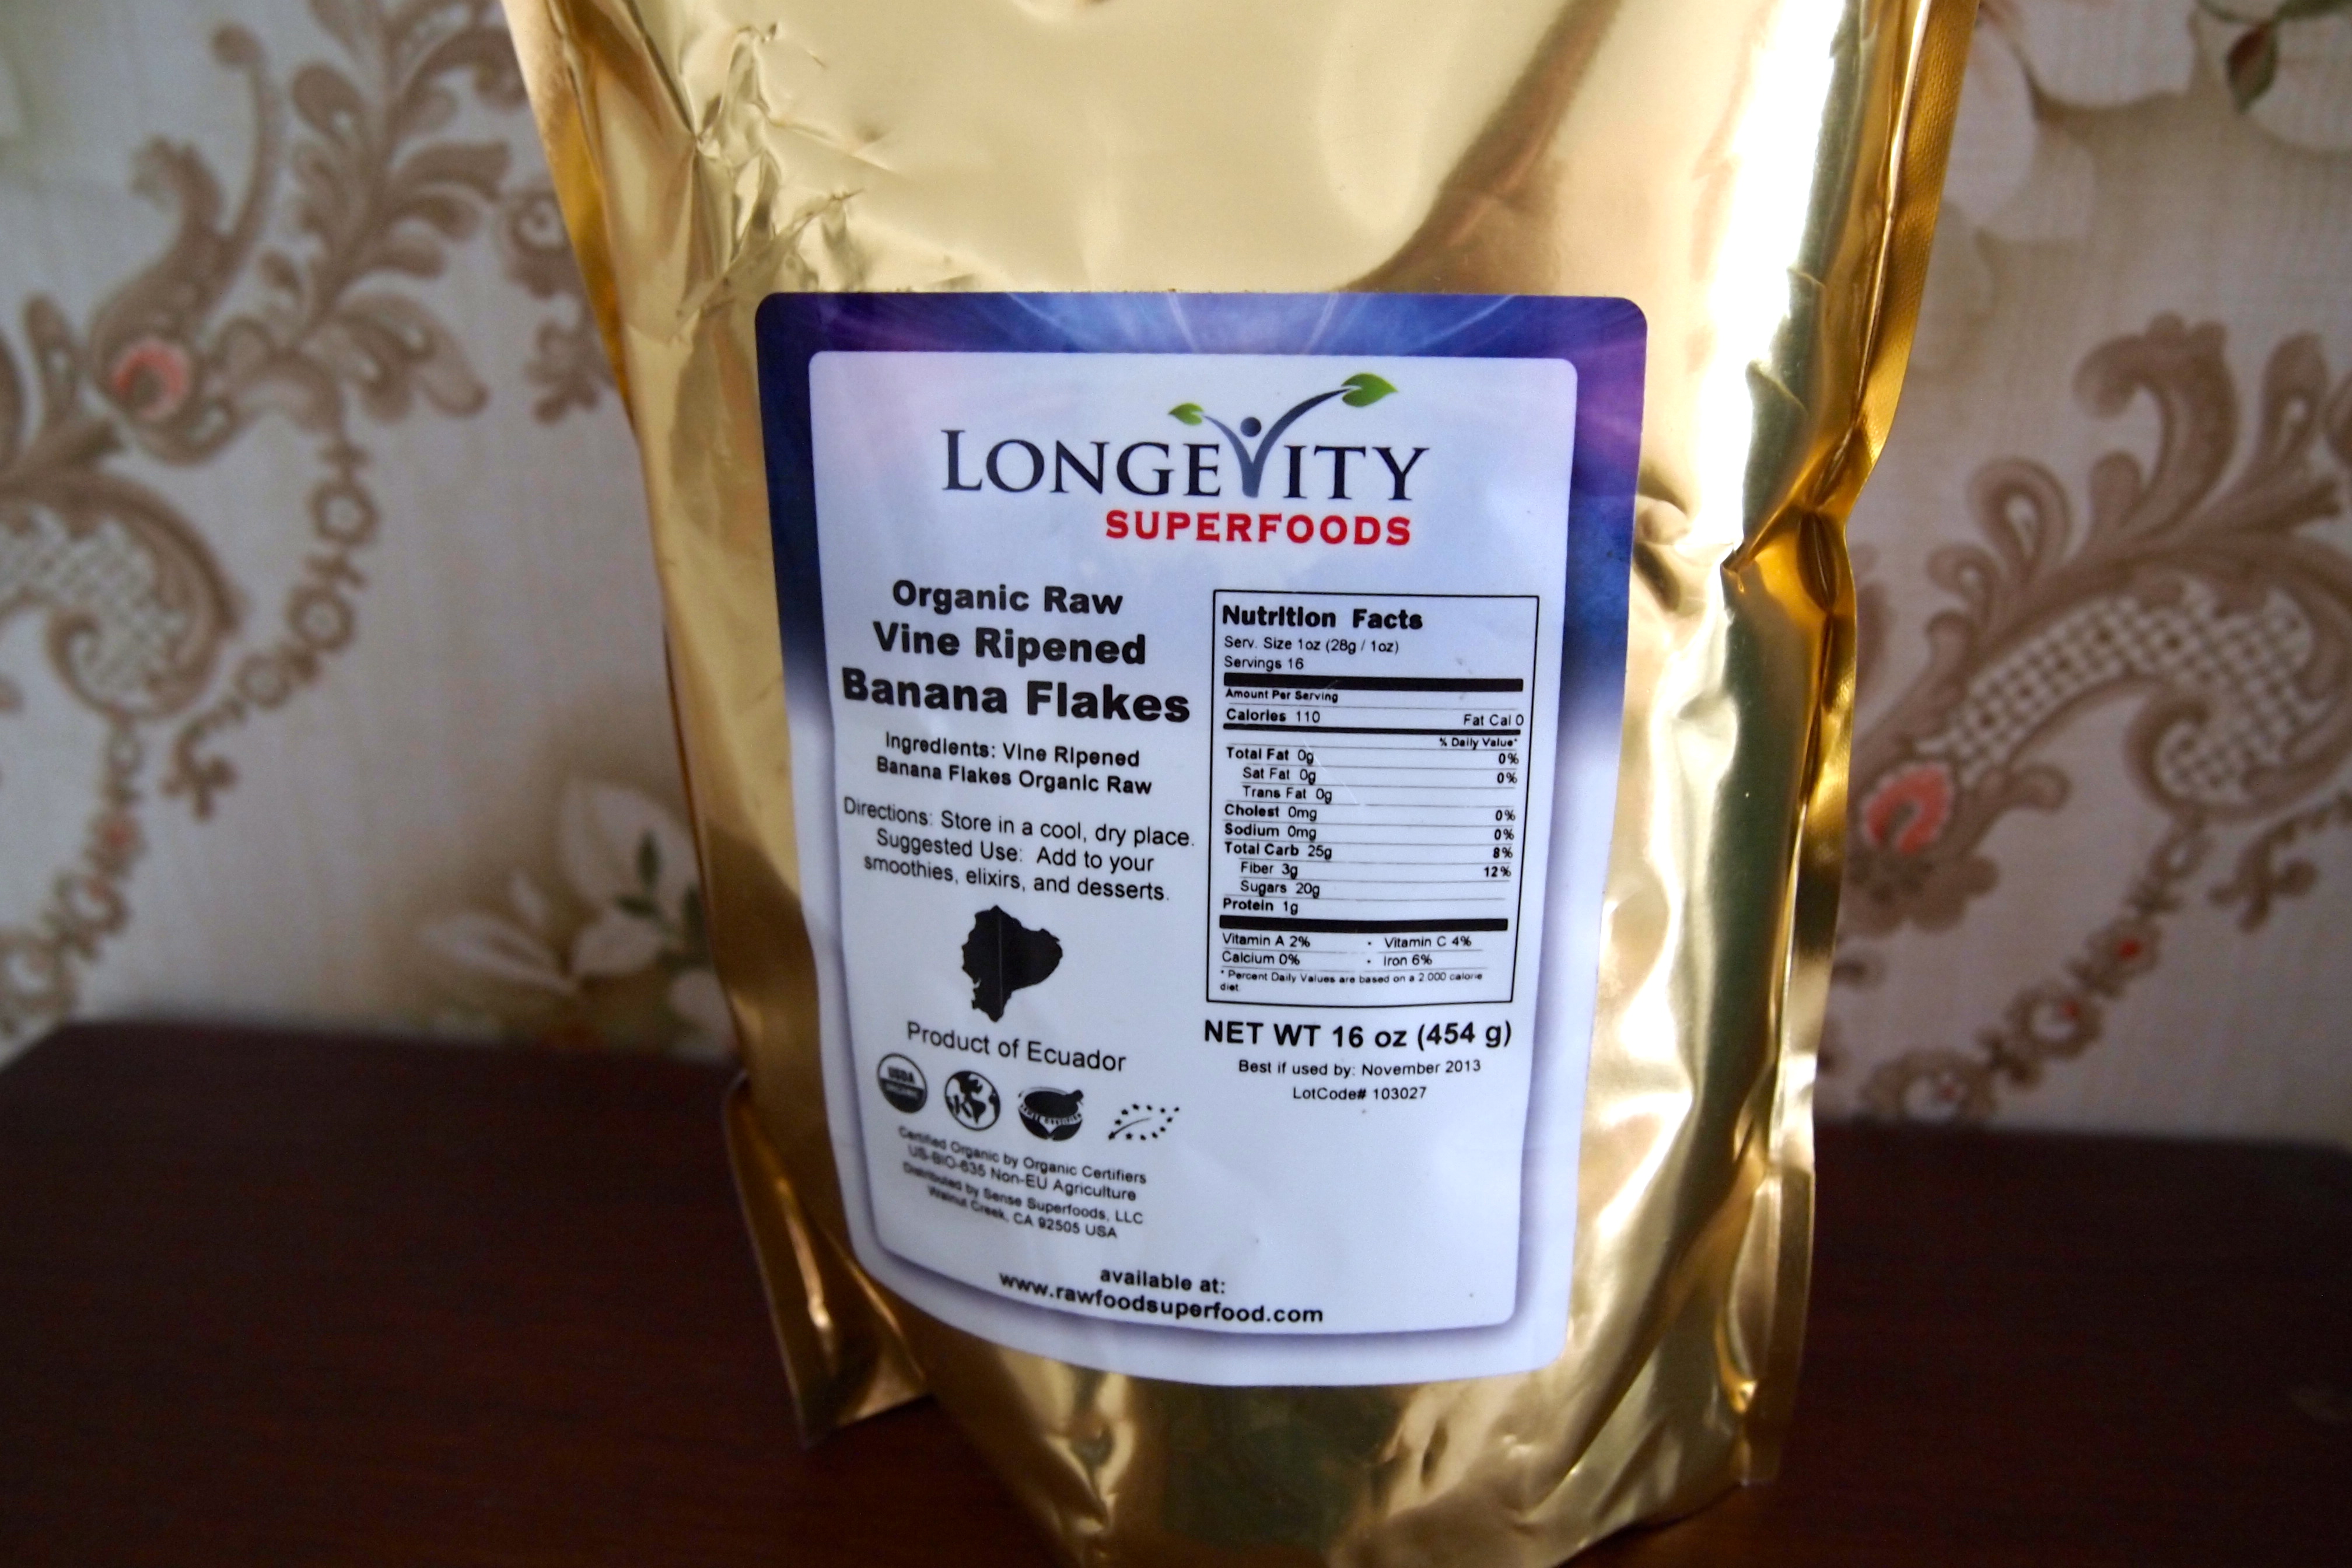 LONGEVITY
SUPERFOODS
Organic Raw
Vine Ripened
Banana Flakes
Ingredients: Vine Ripened
Banana Flakes Organic Raw
Directions: Store in a cool, dry place.
Suggested Use: Add to your
smoothies, elixirs, and desserts.
Product of Ecuador
USDA
ORGANIC
K
Certified Organic by Organic Certifiers
US-BIO-635 Non-EU Agriculture
Distributed by Sense Superfoods, LLC
Walnut Creek, CA 92505 USA
Nutrition Facts
Serv. Size 1oz (28g / 1oz)
Servings 16
Amount Per Serving
Calories 110 Fat Cal 0
% Daily Value*
Total Fat 0g 0%
Sat Fat 0g 0%
Trans Fat 0g
Cholest 0mg 0%
Sodium 0mg 0%
Total Carb 25g 8%
Fiber 3g 12%
Sugars 20g
Protein 1g
Vitamin A 2% · Vitamin C 4%
Calcium 0% · Iron 6%
* Percent Daily Values are based on a 2,000 calorie
diet
NET WT 16 oz (454 g)
Best if used by: November 2013
LotCode# 103027
available at:
www.rawfoodsuperfood.com